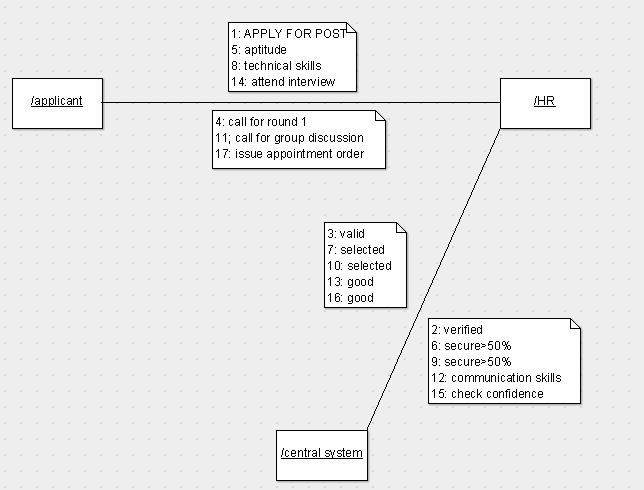 1: APPLY FOR POST
5: aptitude
8: technical skills
14: attend interview
/applicant
/HR
4: call for round 1
11; call for group discussion
17: issue appointment order
3: valid
7: selected
10: selected
13: good
16: good
2: verified
6: secure>50%
9: secure>50%
12: communication skills
15: check confidence
/central system